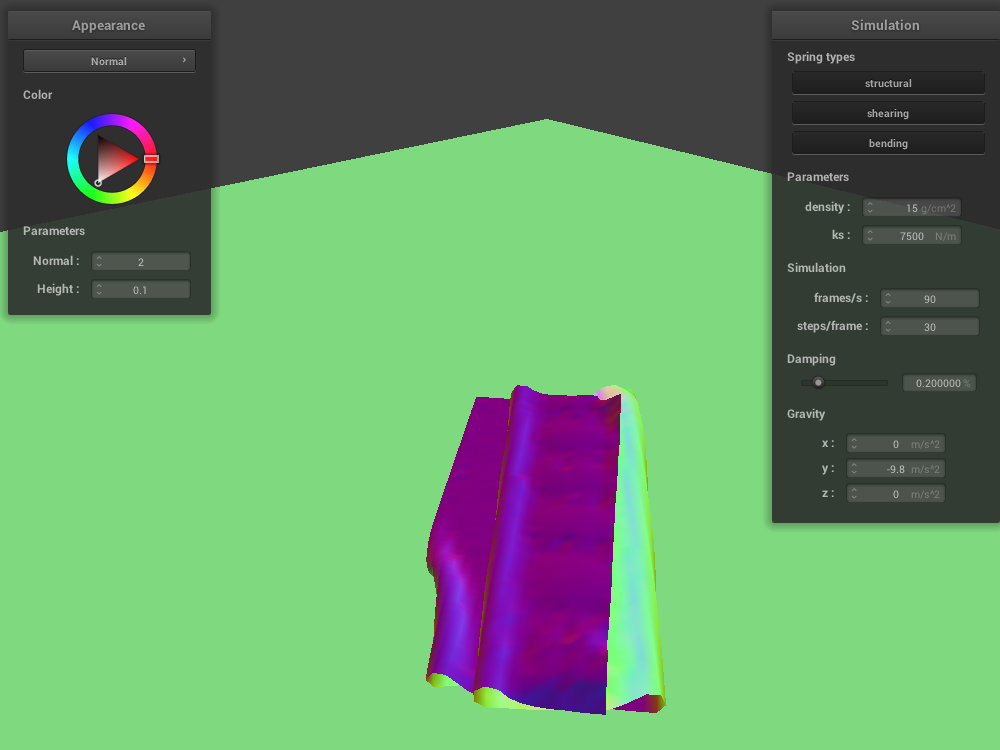 Appearance
Normal
Color
Parameters
Normal : 2
Height : 0.1
Simulation
Spring types
structural
shearing
bending
Parameters
density : 15 g/cm^2
ks : 7500 N/m
Simulation
frames/s : 90
steps/frame : 30
Damping
0.200000 %
Gravity
x : 0 m/s^2
y : -9.8 m/s^2
z : 0 m/s^2